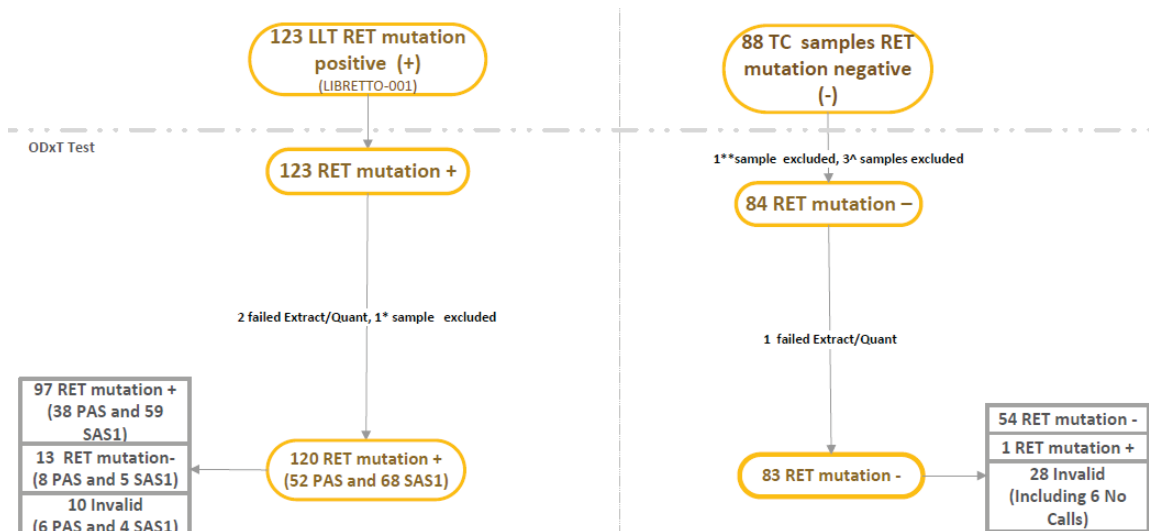 123 LLT RET mutation
positive (+)
(LIBRETTO-001)
88 TC samples RET
mutation negative
(-)
ODxT Test
123 RET mutation +
1**sample excluded, 3^ samples excluded
84 RET mutation –
2 failed Extract/Quant, 1* sample excluded
1 failed Extract/Quant
97 RET mutation +
(38 PAS and 59
SAS1)
13 RET mutation-
(8 PAS and 5 SAS1)
10 Invalid
(6 PAS and 4 SAS1)
120 RET mutation +
(52 PAS and 68 SAS1)
83 RET mutation -
54 RET mutation -
1 RET mutation +
28 Invalid
(Including 6 No
Calls)